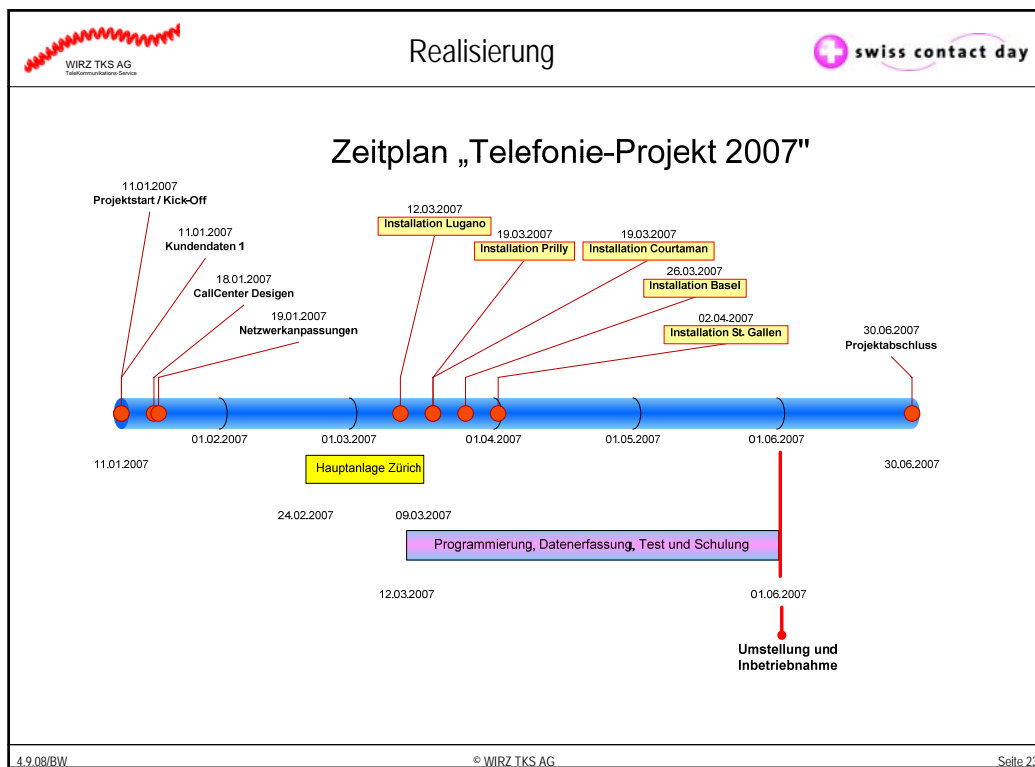 WIRZ TKS AG
TeleKommunikations-Service
Realisierung
swiss contact day
Zeitplan „Telefonie-Projekt 2007"
11.01.2007
Projektstart / Kick-Off
11.01.2007
Kundendaten 1
18.01.2007
CallCenter Desigen
19.01.2007
Netzwerkanpassungen
12.03.2007
Installation Lugano
19.03.2007
Installation Prilly
19.03.2007
Installation Courtaman
26.03.2007
Installation Basel
02.04.2007
Installation St. Gallen
30.06.2007
Projektabschluss
01.02.2007
01.03.2007
01.04.2007
01.05.2007
01.06.2007
11.01.2007
30.06.2007
Hauptanlage Zürich
24.02.2007
09.03.2007
Programmierung, Datenerfassung, Test und Schulung
12.03.2007
01.06.2007
Umstellung und
Inbetriebnahme
4.9.08/BW
© WIRZ TKS AG
Seite 23